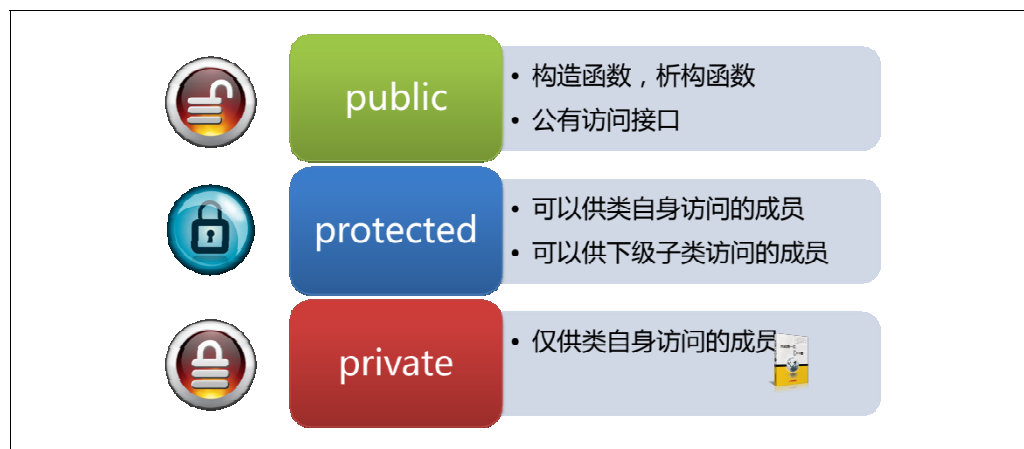 public
• 构造函数，析构函数
• 公有访问接口
protected
• 可以供类自身访问的成员
• 可以供下级子类访问的成员
private
• 仅供类自身访问的成员